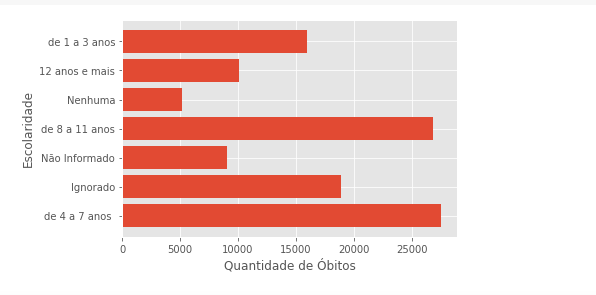 de 1 a 3 anos
12 anos e mais
Nenhuma
de 8 a 11 anos
Não Informado
Ignorado
de 4 a 7 anos
Escolaridade
0 5000 10000 15000 20000 25000
Quantidade de Óbitos